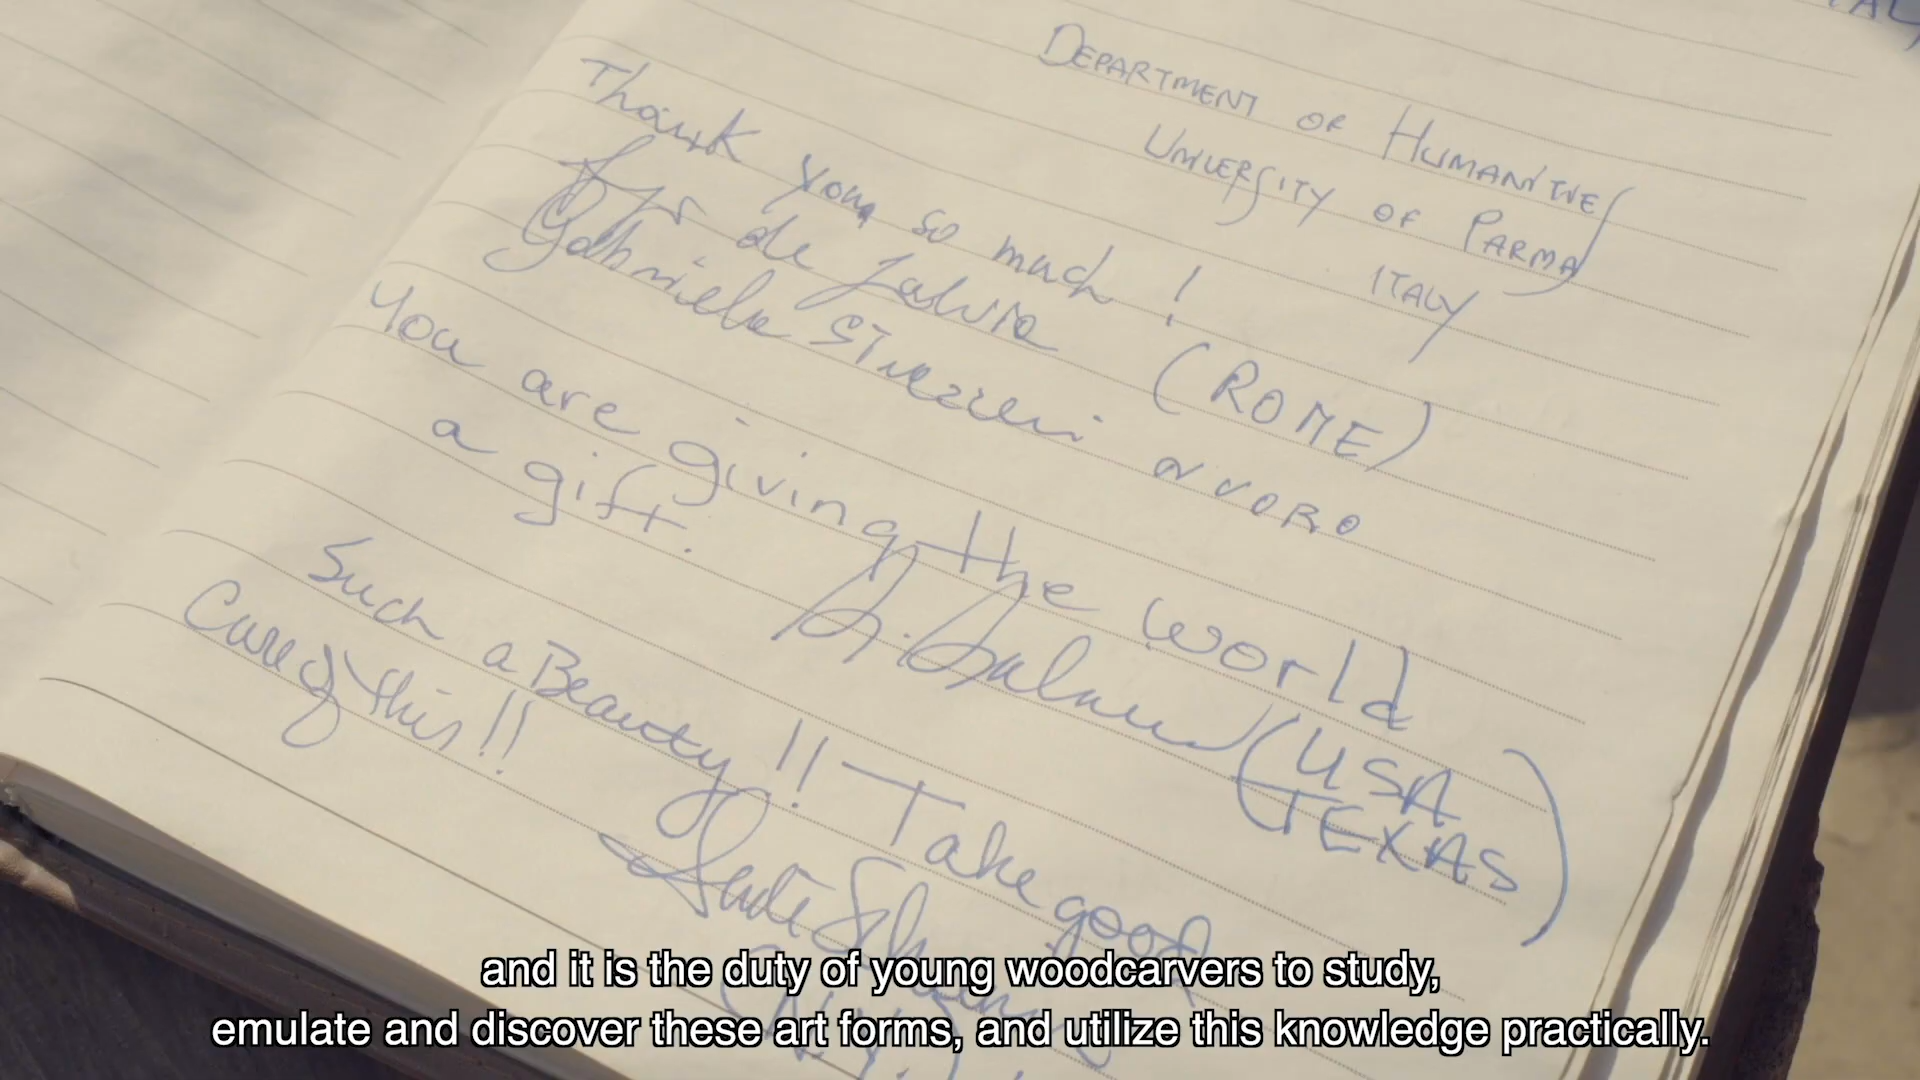 DEPARTMENT OF HUMANITIES
UNIVERSITY OF PARMA
ITALY
Thank you so much!
de (ROME)
Gabriella NUORO
You are giving the world
a gift.
(USA
TEXAS)
Such a Beauty!! Take good
Care of this!!
and it is the duty of young woodcarvers to study,
emulate and discover these art forms, and utilize this knowledge practically.